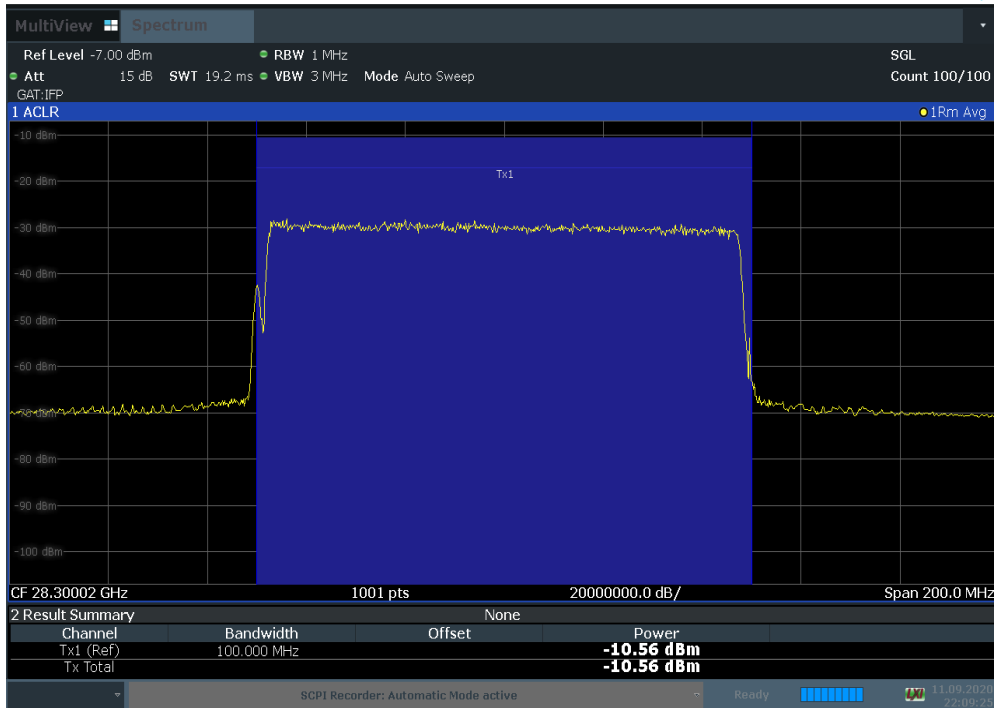 MultiView Spectrum
Ref Level -7.00 dBm RBW 1 MHz SGL
Att 15 dB SWT 19.2 ms VBW 3 MHz Mode Auto Sweep Count 100/100
GAT:IFP
1 ACLR 1Rm Avg
-10 dBm
Tx1
-20 dBm
-30 dBm
-40 dBm
-50 dBm
-60 dBm
-70 dBm
-80 dBm
-90 dBm
-100 dBm
CF 28.30002 GHz 1001 pts 20000000.0 dB/ Span 200.0 MHz
2 Result Summary None
Channel Bandwidth Offset Power
Tx1 (Ref) 100.000 MHz -10.56 dBm
Tx Total -10.56 dBm
SCPI Recorder: Automatic Mode active Ready LXI 11.09.2020
22:09:25